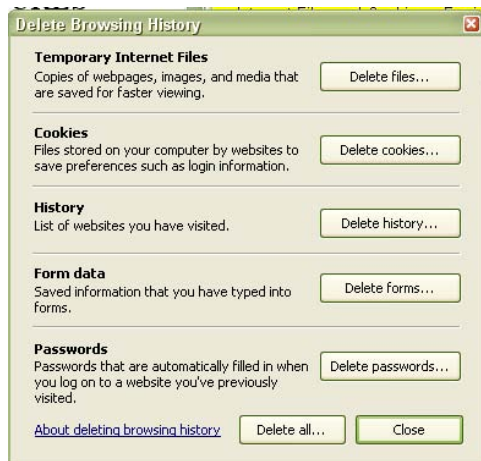 Delete Browsing History
Temporary Internet Files
Copies of webpages, images, and media that
are saved for faster viewing.
Delete files...
Cookies
Files stored on your computer by websites to
save preferences such as login information.
Delete cookies...
History
List of websites you have visited.
Delete history...
Form data
Saved information that you have typed into
forms.
Delete forms...
Passwords
Passwords that are automatically filled in when
you log on to a website you've previously
visited.
Delete passwords...
About deleting browsing history
Delete all...
Close